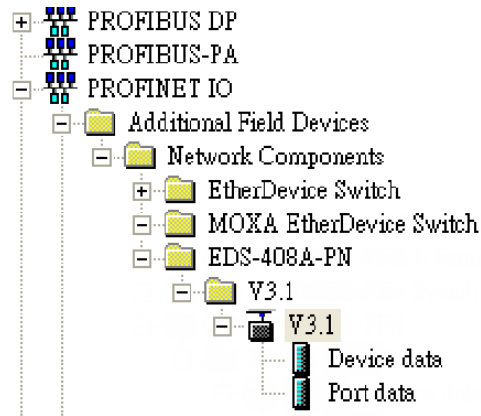 PROFIBUS DP
PROFIBUS-PA
PROFINET IO
Additional Field Devices
Network Components
EtherDevice Switch
MOXA EtherDevice Switch
EDS-408A-PN
V3.1
V3.1
Device data
Port data